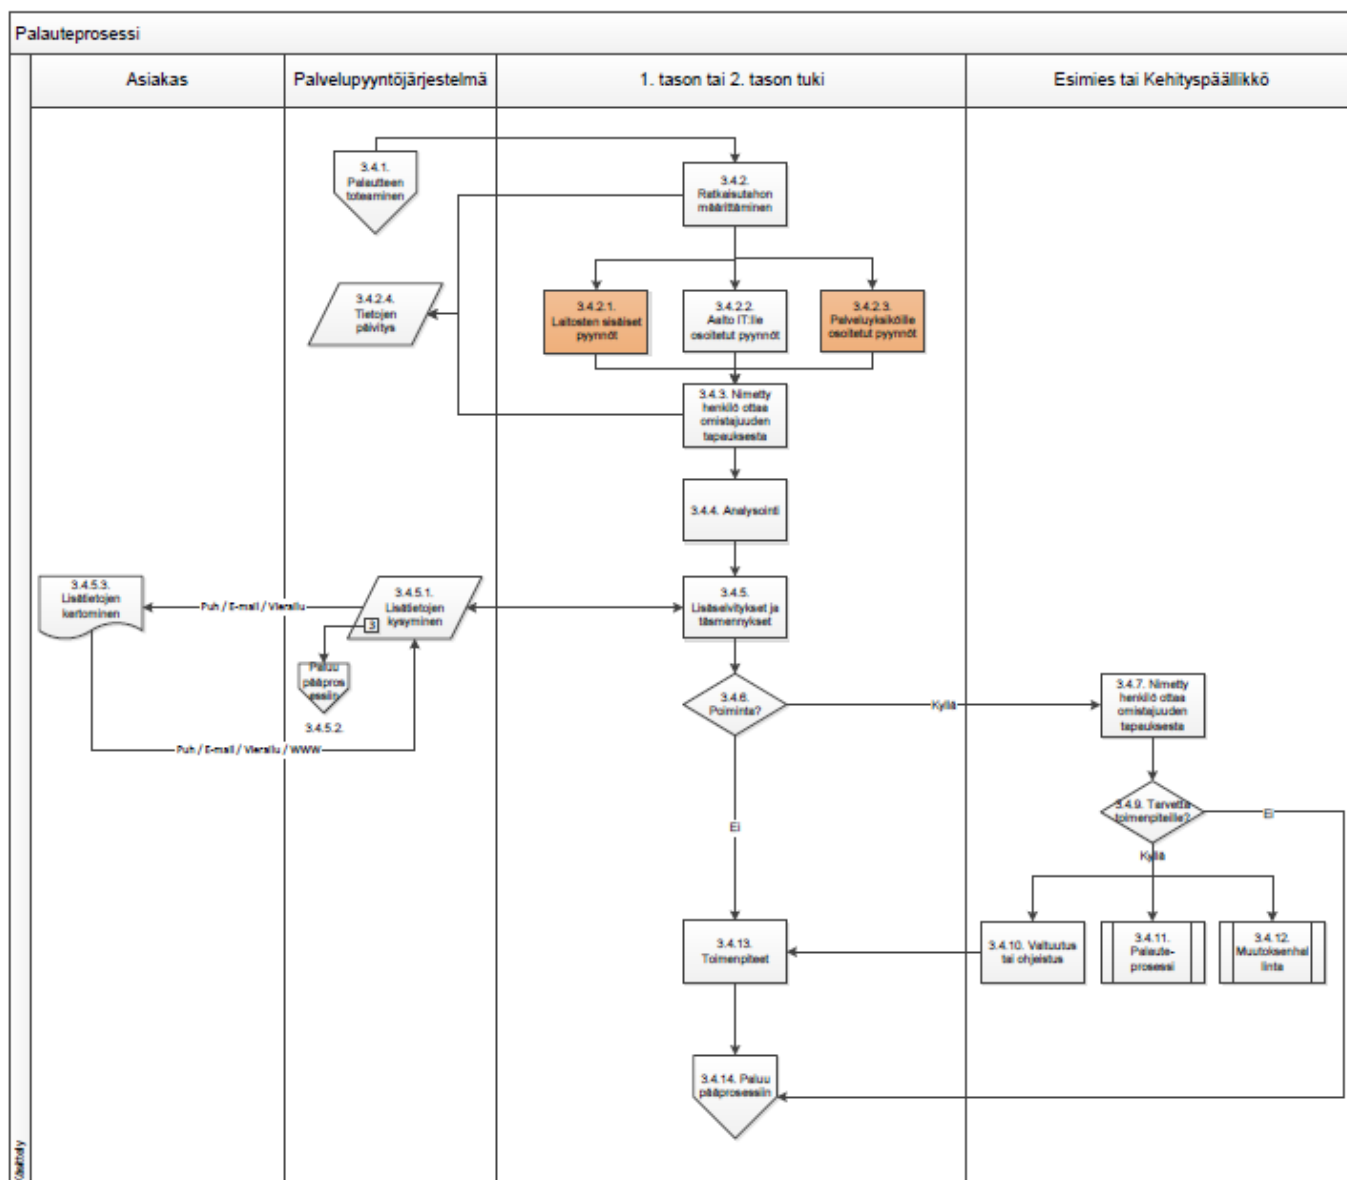 Palauteprosessi
Asiakas
Palvelupyyntöjärjestelmä
1. tason tai 2. tason tuki
Esimies tai Kehityspäällikkö
3.4.1.
Palautteen
toteaminen
3.4.2.
Ratkaisutahon
määrittäminen
3.4.2.4.
Tietojen
päivitys
3.4.2.1.
Laitosten sisäiset
pyynnöt
3.4.2.2.
Aalto IT:lle
osoitetut pyynnöt
3.4.2.3.
Palveluyksiköille
osoitetut pyynnöt
3.4.3. Nimetty
henkilö ottaa
omistajuuden
tapauksesta
3.4.4. Analysointi
3.4.5.3.
Lisätietojen
kertominen
Puh / E-mail / Vierailu
3.4.5.1.
Lisätietojen
kysyminen
3
3.4.5.
Lisäselvitykset ja
täsmennykset
Paluu
pääpros
essiin
3.4.5.2.
Puh / E-mail / Vierailu / WWW
3.4.6.
Poiminta?
Kyllä
3.4.7. Nimetty
henkilö ottaa
omistajuuden
tapauksesta
3.4.9. Tarvetta
toimenpiteille?
Ei
Kyllä
Ei
3.4.13.
Toimenpiteet
3.4.10. Valtuutus
tai ohjeistus
3.4.11.
Palaute-
prosessi
3.4.12.
Muutoksenhal
linta
3.4.14. Paluu
pääprosessiin
Käsittely